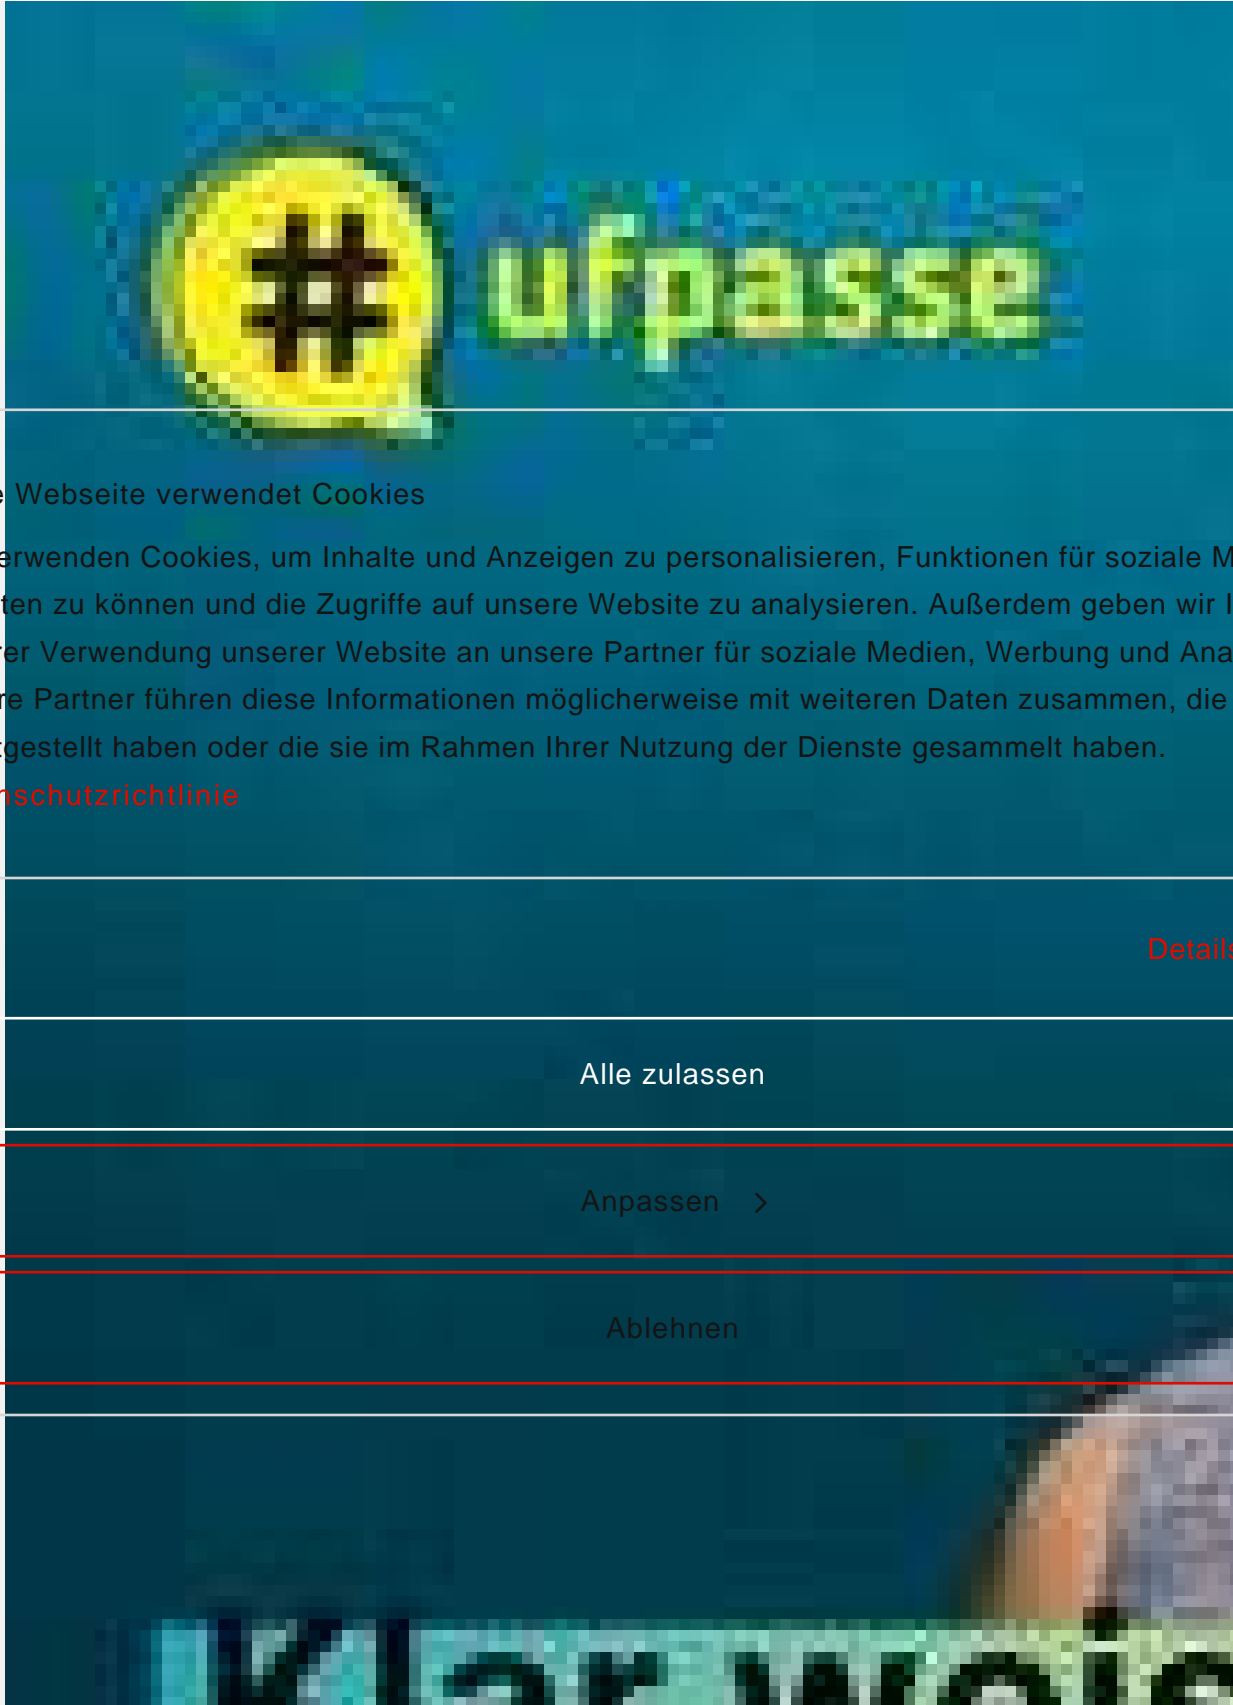 # ufpasse
Webseite verwendet Cookies
erwenden Cookies, um Inhalte und Anzeigen zu personalisieren, Funktionen für soziale M
ten zu können und die Zugriffe auf unsere Website zu analysieren. Außerdem geben wir I
rer Verwendung unserer Website an unsere Partner für soziale Medien, Werbung und Ana
re Partner führen diese Informationen möglicherweise mit weiteren Daten zusammen, die
tgestellt haben oder die sie im Rahmen Ihrer Nutzung der Dienste gesammelt haben.
nschutzrichtlinie
Details
Alle zulassen
Anpassen
Ablehnen
Klar